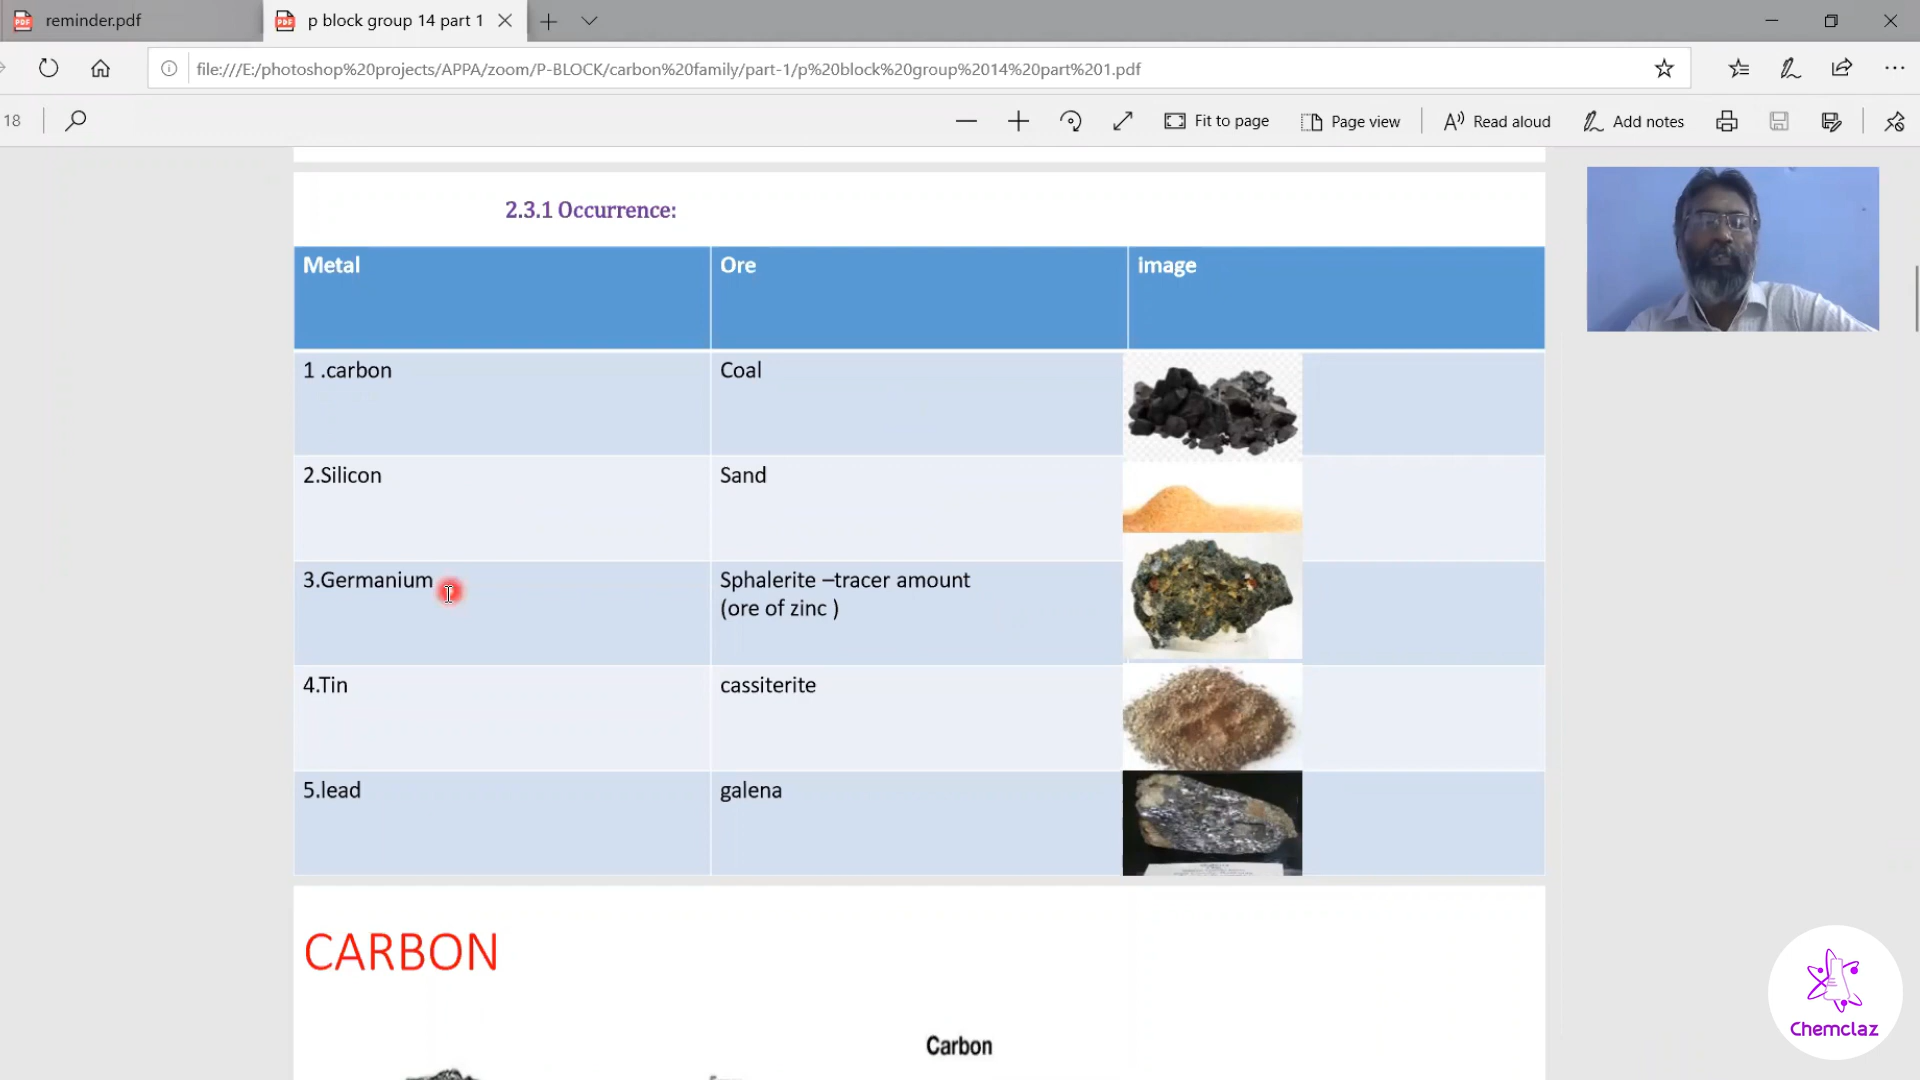 reminder.pdf
p block group 14 part 1
file:///E:/photoshop%20projects/APPA/zoom/P-BLOCK/carbon%20family/part-1/p%20block%20group%2014%20part%201.pdf
18
Fit to page
Page view
Read aloud
Add notes
2.3.1 Occurrence:
Metal
Ore
image
1 .carbon
Coal
2.Silicon
Sand
3.Germanium
Sphalerite –tracer amount
(ore of zinc )
4.Tin
cassiterite
5.lead
galena
CARBON
Carbon
Chemclaz